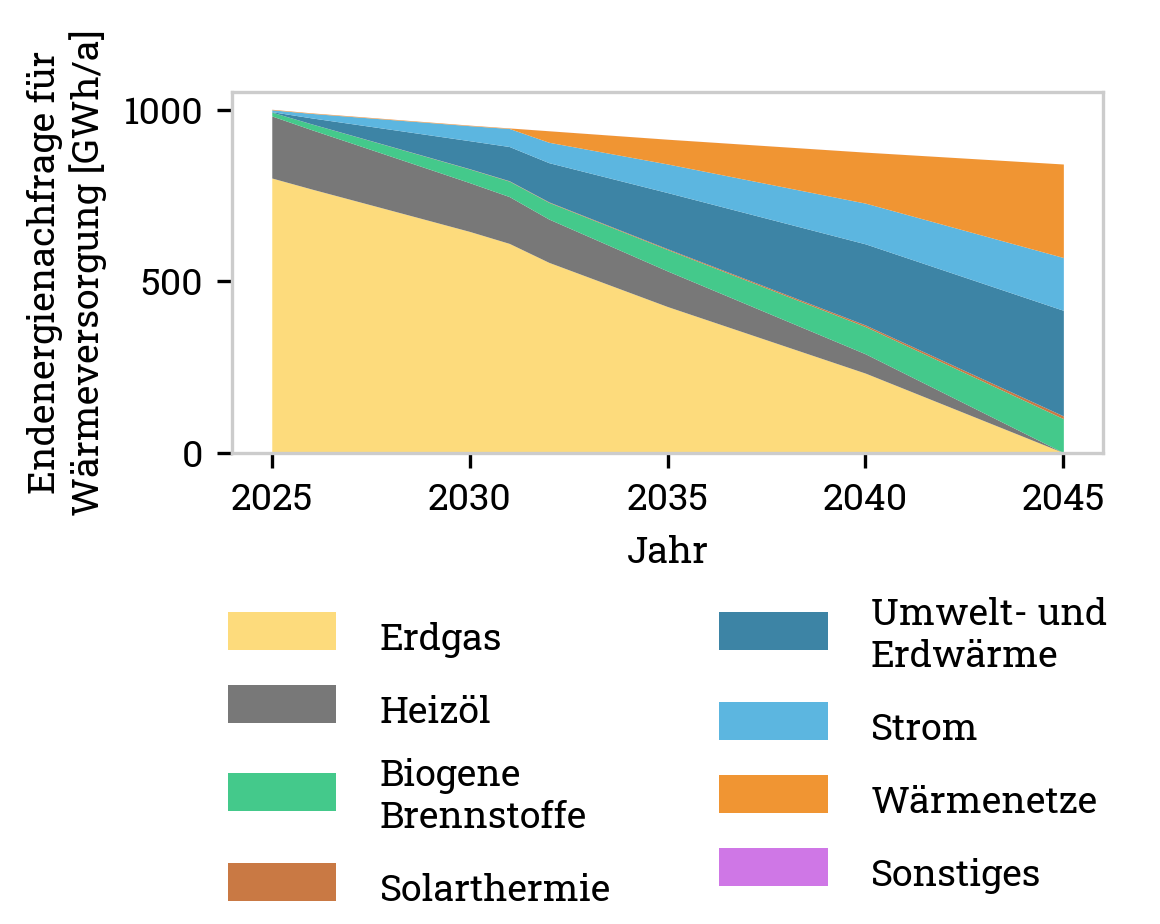 Endenergienachfrage für
Wärmeversorgung [GWh/a]
1000
500
0
2025 2030 2035 2040 2045
Jahr
Erdgas
Heizöl
Biogene
Brennstoffe
Solarthermie
Umwelt- und
Erdwärme
Strom
Wärmenetze
Sonstiges